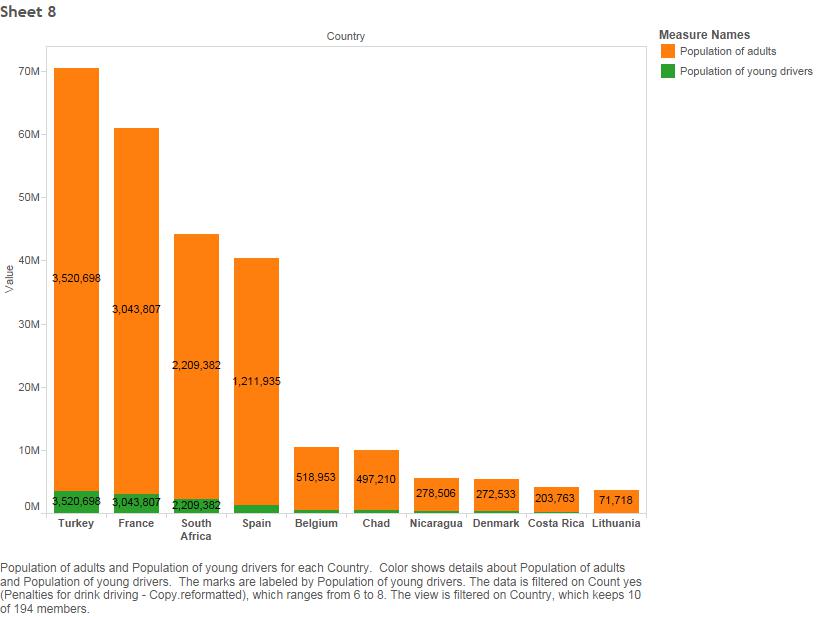 Sheet 8
Country
Measure Names
Population of adults
Population of young drivers
70M
60M
50M
40M
30M
20M
10M
0M
Value
3,520,698
3,043,807
2,209,382
1,211,935
518,953
497,210
278,506
272,533
203,763
71,718
3,520,698
3,043,807
2,209,382
Turkey
France
South
Africa
Spain
Belgium
Chad
Nicaragua
Denmark
Costa Rica
Lithuania
Population of adults and Population of young drivers for each Country.  Color shows details about Population of adults
and Population of young drivers.  The marks are labeled by Population of young drivers. The data is filtered on Count yes
(Penalties for drink driving - Copy.reformatted), which ranges from 6 to 8. The view is filtered on Country, which keeps 10
of 194 members.